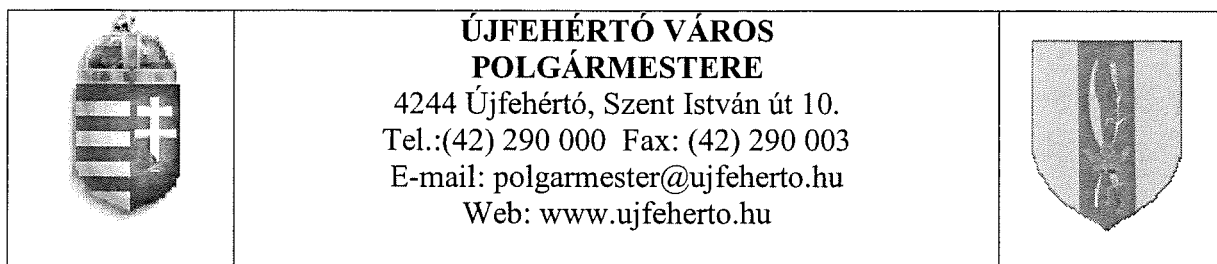 ÚJFEHÉRTÓ VÁROS
POLGÁRMESTERE
4244 Újfehértó, Szent István út 10.
Tel.:(42) 290 000 Fax: (42) 290 003
E-mail: polgarmester@ujfeherto.hu
Web: www.ujfeherto.hu